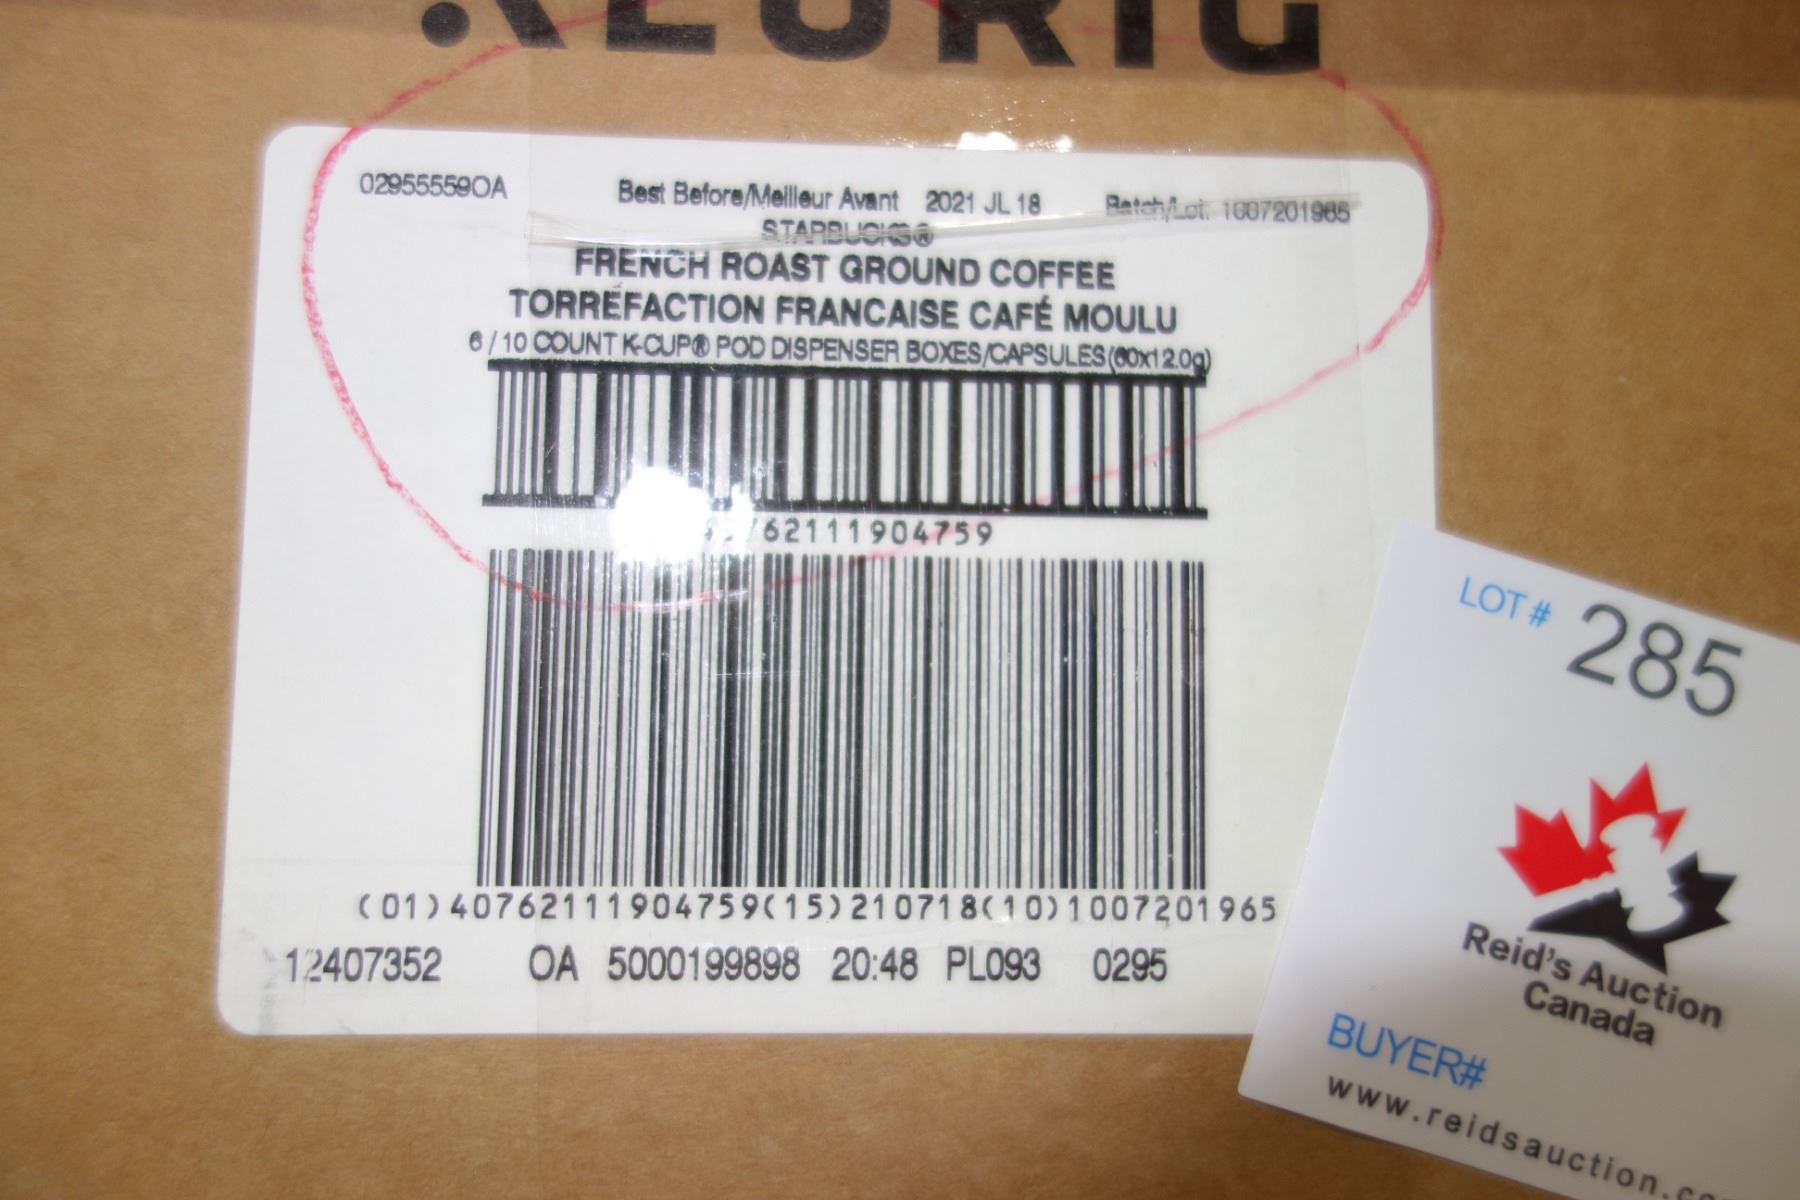 KEURIG
029555590A Best Before/Meilleur Avant 2021 JL 18 Batch/Lot: 1007201965
STARBUCKS®
FRENCH ROAST GROUND COFFEE
TORRÉFACTION FRANCAISE CAFÉ MOULU
6 / 10 COUNT K-CUP® POD DISPENSER BOXES/CAPSULES (60x12.0g)
62111904759
(01)40762111904759(15)210718(10)1007201965
12407352 OA 5000199898 20:48 PL093 0295
LOT # 285
Reid's Auction
Canada
BUYER#
www.reidsauction.c